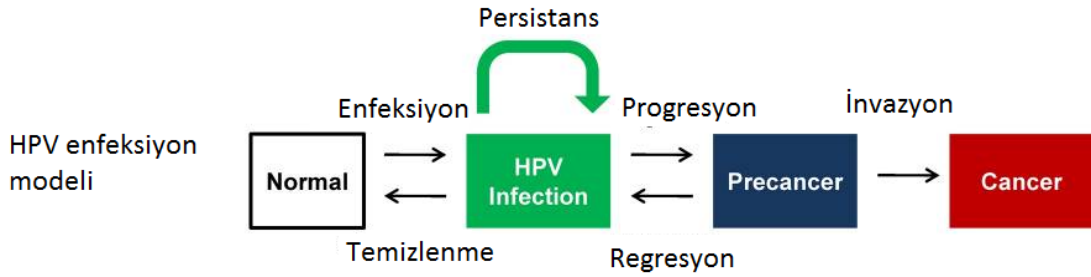 Persistans
Enfeksiyon
Progresyon
İnvazyon
HPV enfeksiyon
modeli
Normal
HPV
Infection
Precancer
Cancer
Temizlenme
Regresyon